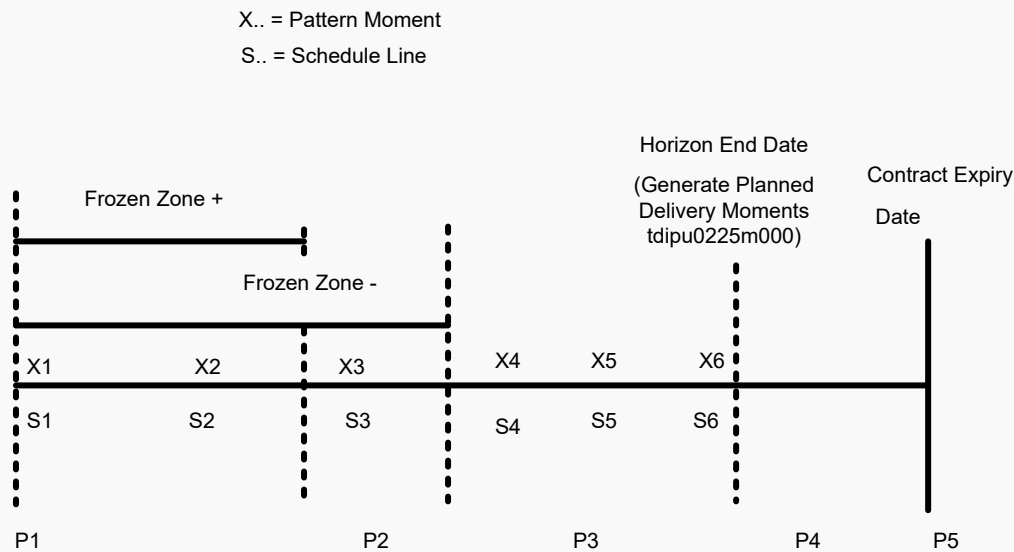 X.. = Pattern Moment
S.. = Schedule Line
Horizon End Date
(Generate Planned
Delivery Moments
tdipu0225m000)
Contract Expiry
Date
Frozen Zone +
Frozen Zone -
X1 X2 X3 X4 X5 X6
S1 S2 S3 S4 S5 S6
P1 P2 P3 P4 P5